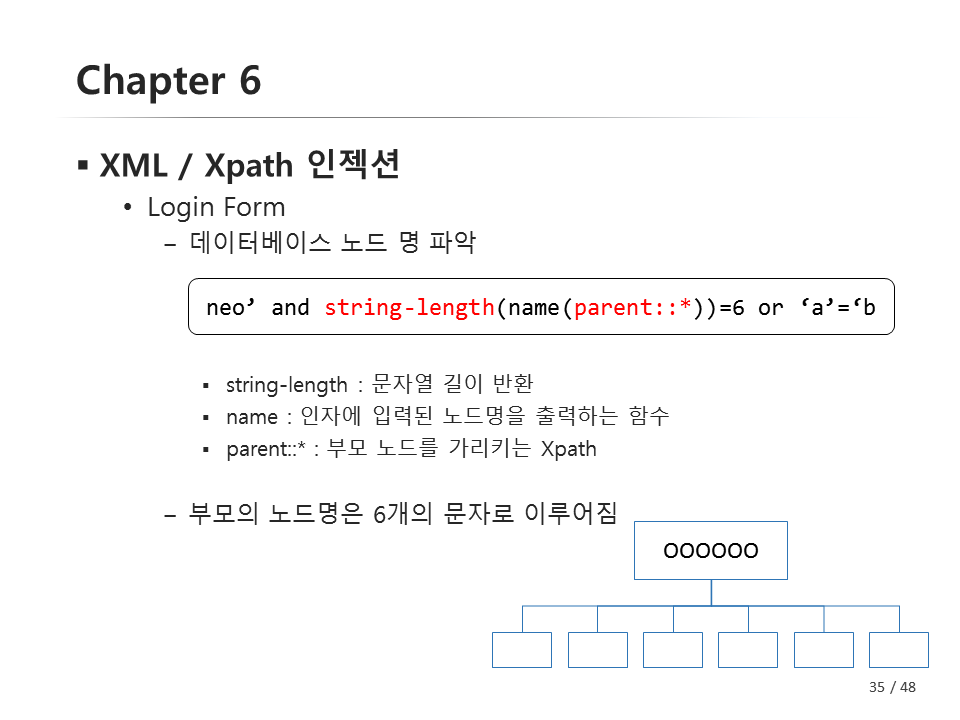 Chapter 6
▪ XML / Xpath 인젝션
• Login Form
– 데이터베이스 노드 명 파악
neo’ and string-length(name(parent::*))=6 or ‘a’=‘b
▪ string-length : 문자열 길이 반환
▪ name : 인자에 입력된 노드명을 출력하는 함수
▪ parent::* : 부모 노드를 가리키는 Xpath
– 부모의 노드명은 6개의 문자로 이루어짐
OOOOOO
35 / 48